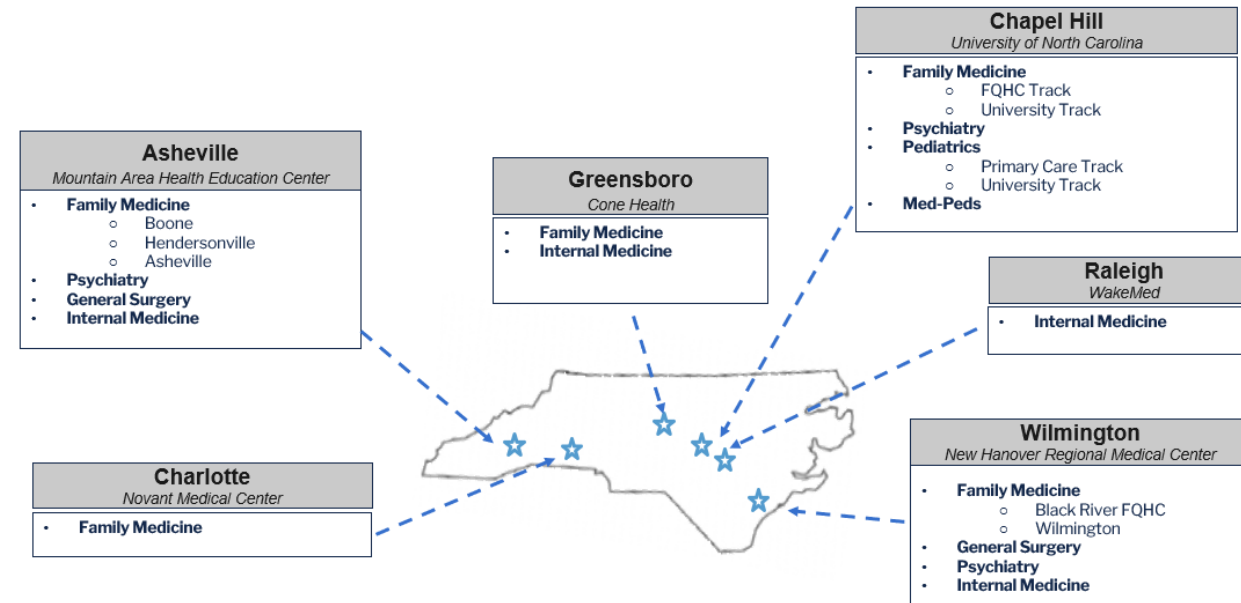 Chapel Hill
University of North Carolina
• Family Medicine
○ FQHC Track
○ University Track
• Psychiatry
• Pediatrics
○ Primary Care Track
○ University Track
• Med-Peds
Asheville
Mountain Area Health Education Center
• Family Medicine
○ Boone
○ Hendersonville
○ Asheville
• Psychiatry
• General Surgery
• Internal Medicine
Greensboro
Cone Health
• Family Medicine
• Internal Medicine
Raleigh
WakeMed
• Internal Medicine
Charlotte
Novant Medical Center
• Family Medicine
Wilmington
New Hanover Regional Medical Center
• Family Medicine
○ Black River FQHC
○ Wilmington
• General Surgery
• Psychiatry
• Internal Medicine